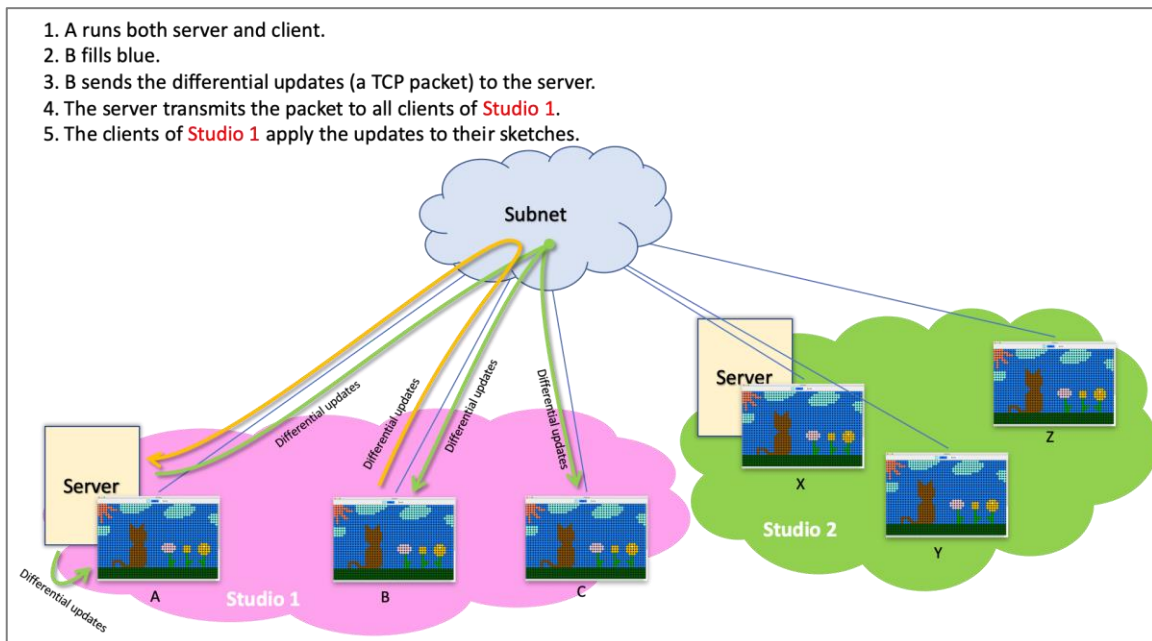 1. A runs both server and client.
2. B fills blue.
3. B sends the differential updates (a TCP packet) to the server.
4. The server transmits the packet to all clients of Studio 1.
5. The clients of Studio 1 apply the updates to their sketches.
Subnet
Differential updates
Differential updates
Differential updates
Differential updates
Server
Server
X
Z
Y
Studio 2
Differential updates
A
B
C
Studio 1